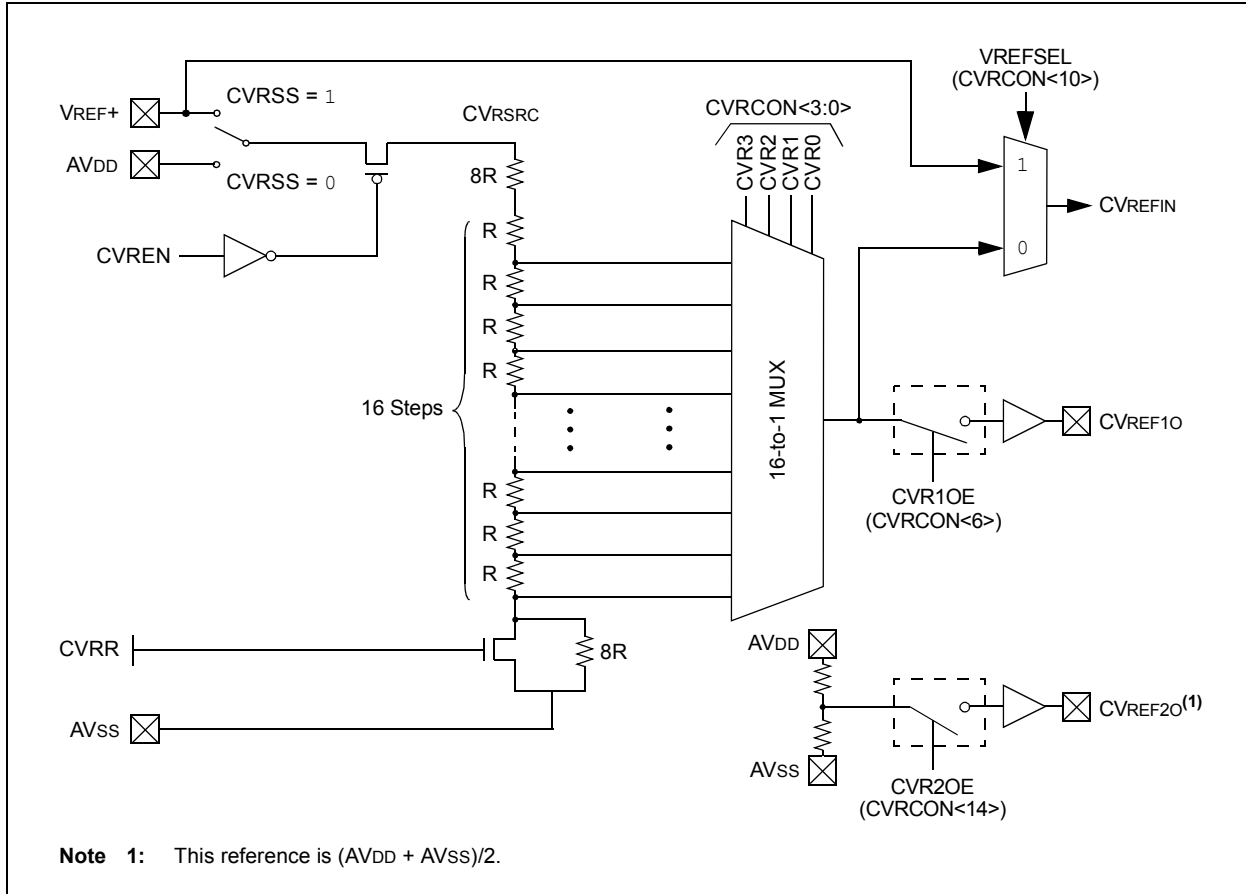 VREFSEL
(CVRCON<10>)
VREF+
CVRSS = 1
CVRSRC
CVRCON<3:0>
CVR3
CVR2
CVR1
CVR0
AVDD
CVRSS = 0
8R
1
CVREFIN
CVREN
R
0
R
R
R
16 Steps
16-to-1 MUX
CVREF1O
R
CVR1OE
(CVRCON<6>)
R
R
CVRR
8R
AVDD
AVSS
CVREF2O(1)
AVSS
CVR2OE
(CVRCON<14>)
Note 1: This reference is (AVDD + AVSS)/2.